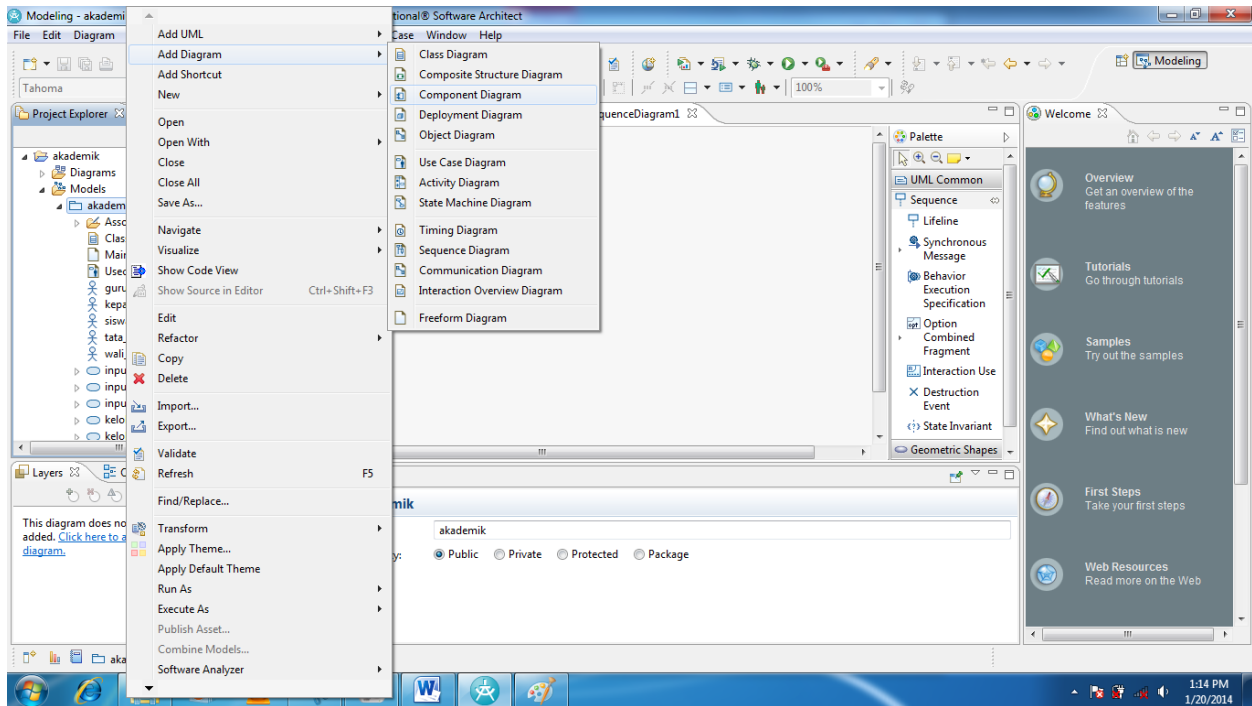 Modeling - akademi
tional® Software Architect
File Edit Diagram
Case Window Help
Tahoma
100%
Modeling
Project Explorer
akademik
Diagrams
Models
akadem
Asso
Clas
Main
Usec
guru
kepa
sisw
tata_
wali_
inpu
inpu
inpu
kelo
kelo
Add UML
Add Diagram
Add Shortcut
New
Open
Open With
Close
Close All
Save As...
Navigate
Visualize
Show Code View
Show Source in Editor Ctrl+Shift+F3
Edit
Refactor
Copy
Delete
Import...
Export...
Validate
Refresh F5
Find/Replace...
Transform
Apply Theme...
Apply Default Theme
Run As
Execute As
Publish Asset...
Combine Models...
Software Analyzer
Class Diagram
Composite Structure Diagram
Component Diagram
Deployment Diagram
Object Diagram
Use Case Diagram
Activity Diagram
State Machine Diagram
Timing Diagram
Sequence Diagram
Communication Diagram
Interaction Overview Diagram
Freeform Diagram
quenceDiagram1
Palette
UML Common
Sequence
Lifeline
Synchronous
Message
Behavior
Execution
Specification
opt
Option
Combined
Fragment
Interaction Use
Destruction
Event
State Invariant
Geometric Shapes
Welcome
Overview
Get an overview of the
features
Tutorials
Go through tutorials
Samples
Try out the samples
What's New
Find out what is new
First Steps
Take your first steps
Web Resources
Read more on the Web
Layers
This diagram does no
added. Click here to a
diagram.
mik
akademik
y:
Public Private Protected Package
aka
1:14 PM
1/20/2014